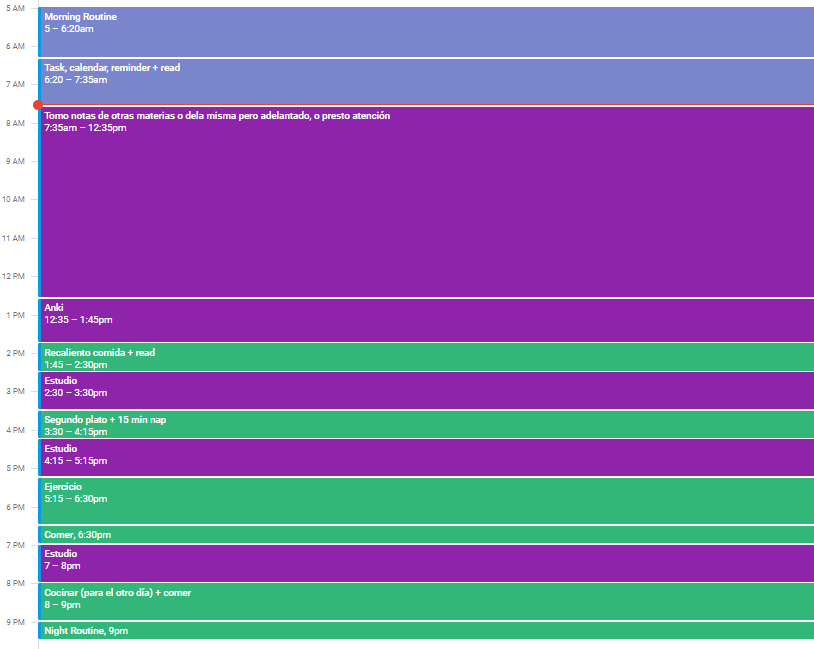 5 AM
Morning Routine
5 – 6:20am
6 AM
Task, calendar, reminder + read
6:20 – 7:35am
7 AM
Tomo notas de otras materias o dela misma pero adelantado, o presto atención
7:35am – 12:35pm
8 AM
9 AM
10 AM
11 AM
12 PM
Anki
12:35 – 1:45pm
1 PM
Recaliento comida + read
2 PM
1:45 – 2:30pm
Estudio
2:30 – 3:30pm
3 PM
Segundo plato + 15 min nap
3:30 – 4:15pm
4 PM
Estudio
4:15 – 5:15pm
5 PM
Ejercicio
5:15 – 6:30pm
6 PM
Comer, 6:30pm
7 PM
Estudio
7 – 8pm
8 PM
Cocinar (para el otro día) + comer
8 – 9pm
9 PM
Night Routine, 9pm